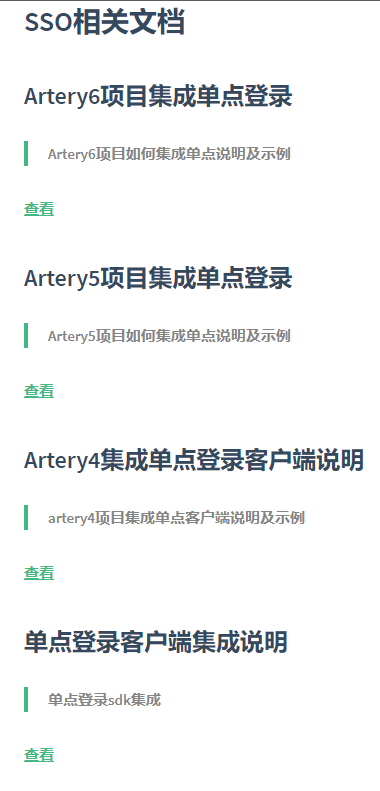 SSO相关文档
Artery6项目集成单点登录
Artery6项目如何集成单点说明及示例
查看
Artery5项目集成单点登录
Artery5项目如何集成单点说明及示例
查看
Artery4集成单点登录客户端说明
artery4项目集成单点客户端说明及示例
查看
单点登录客户端集成说明
单点登录sdk集成
查看